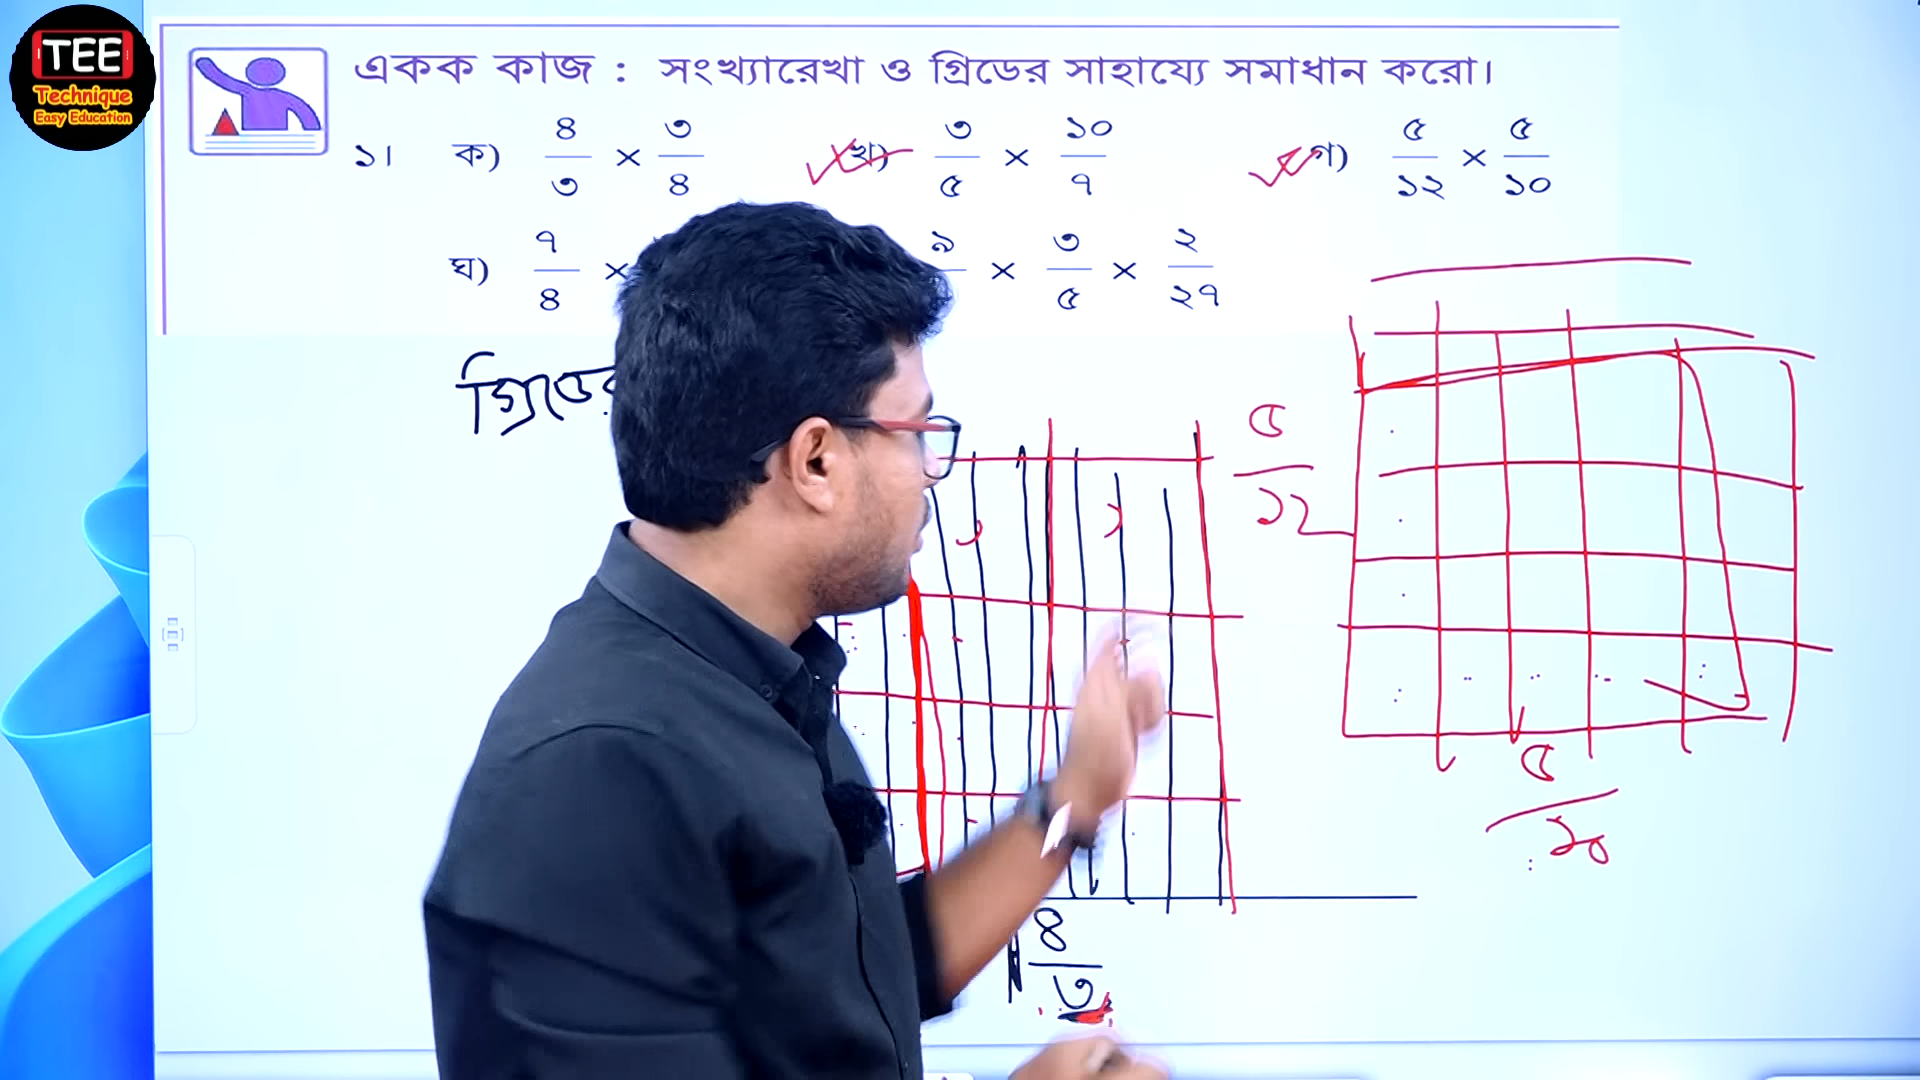 TEE
Technique
Easy Education
একক কাজ : সংখ্যারেখা ও গ্রিডের সাহায্যে সমাধান করো।
১। ক) ৪/৩ × ৩/৪ খ) ৩/৫ × ১০/৭ গ) ৫/১২ × ৫/১০
ঘ) ৭/৪ × ৯ × ৩/৫ × ২/২৭
গ্রিডের
৫/১২
৫/১০
৪/৩